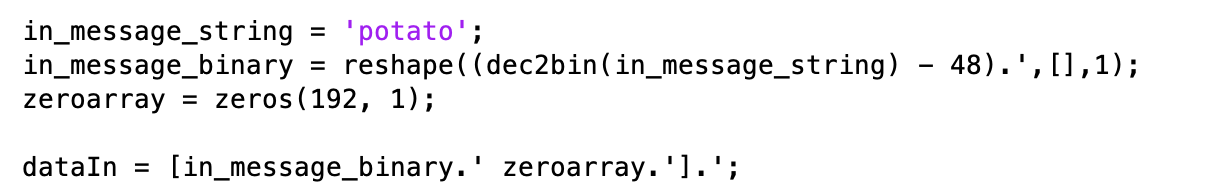 in_message_string = 'potato';
in_message_binary = reshape((dec2bin(in_message_string) - 48).',[],1);
zeroarray = zeros(192, 1);
dataIn = [in_message_binary.' zeroarray.'].';